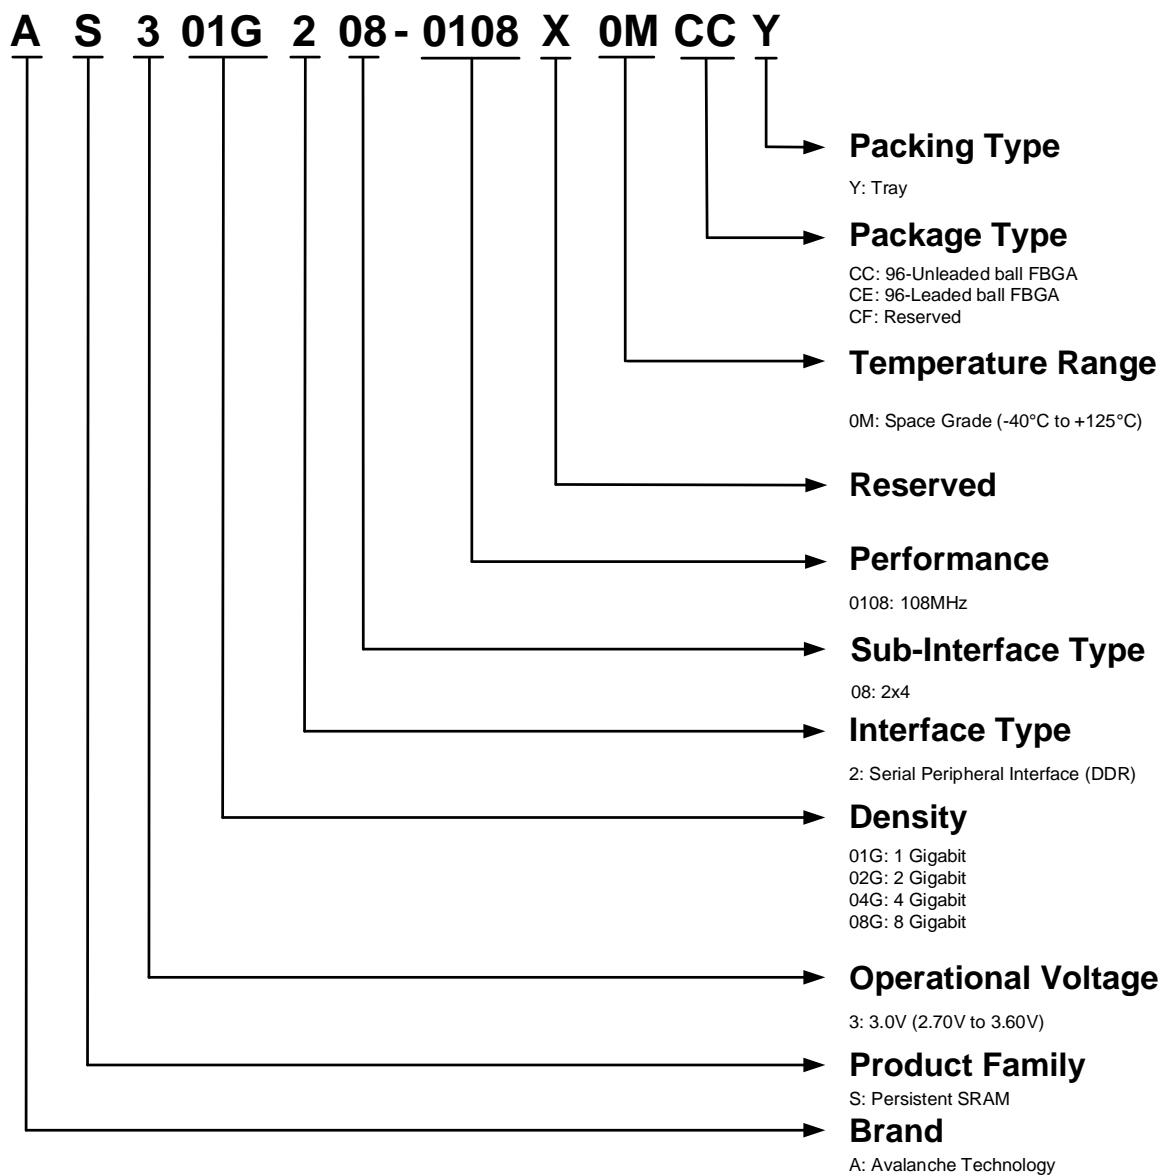 A S 3 01G 2 08 - 0108 X 0M CC Y
Packing Type
Y: Tray
Package Type
CC: 96-Unleaded ball FBGA
CE: 96-Leaded ball FBGA
CF: Reserved
Temperature Range
0M: Space Grade (-40°C to +125°C)
Reserved
Performance
0108: 108MHz
Sub-Interface Type
08: 2x4
Interface Type
2: Serial Peripheral Interface (DDR)
Density
01G: 1 Gigabit
02G: 2 Gigabit
04G: 4 Gigabit
08G: 8 Gigabit
Operational Voltage
3: 3.0V (2.70V to 3.60V)
Product Family
S: Persistent SRAM
Brand
A: Avalanche Technology